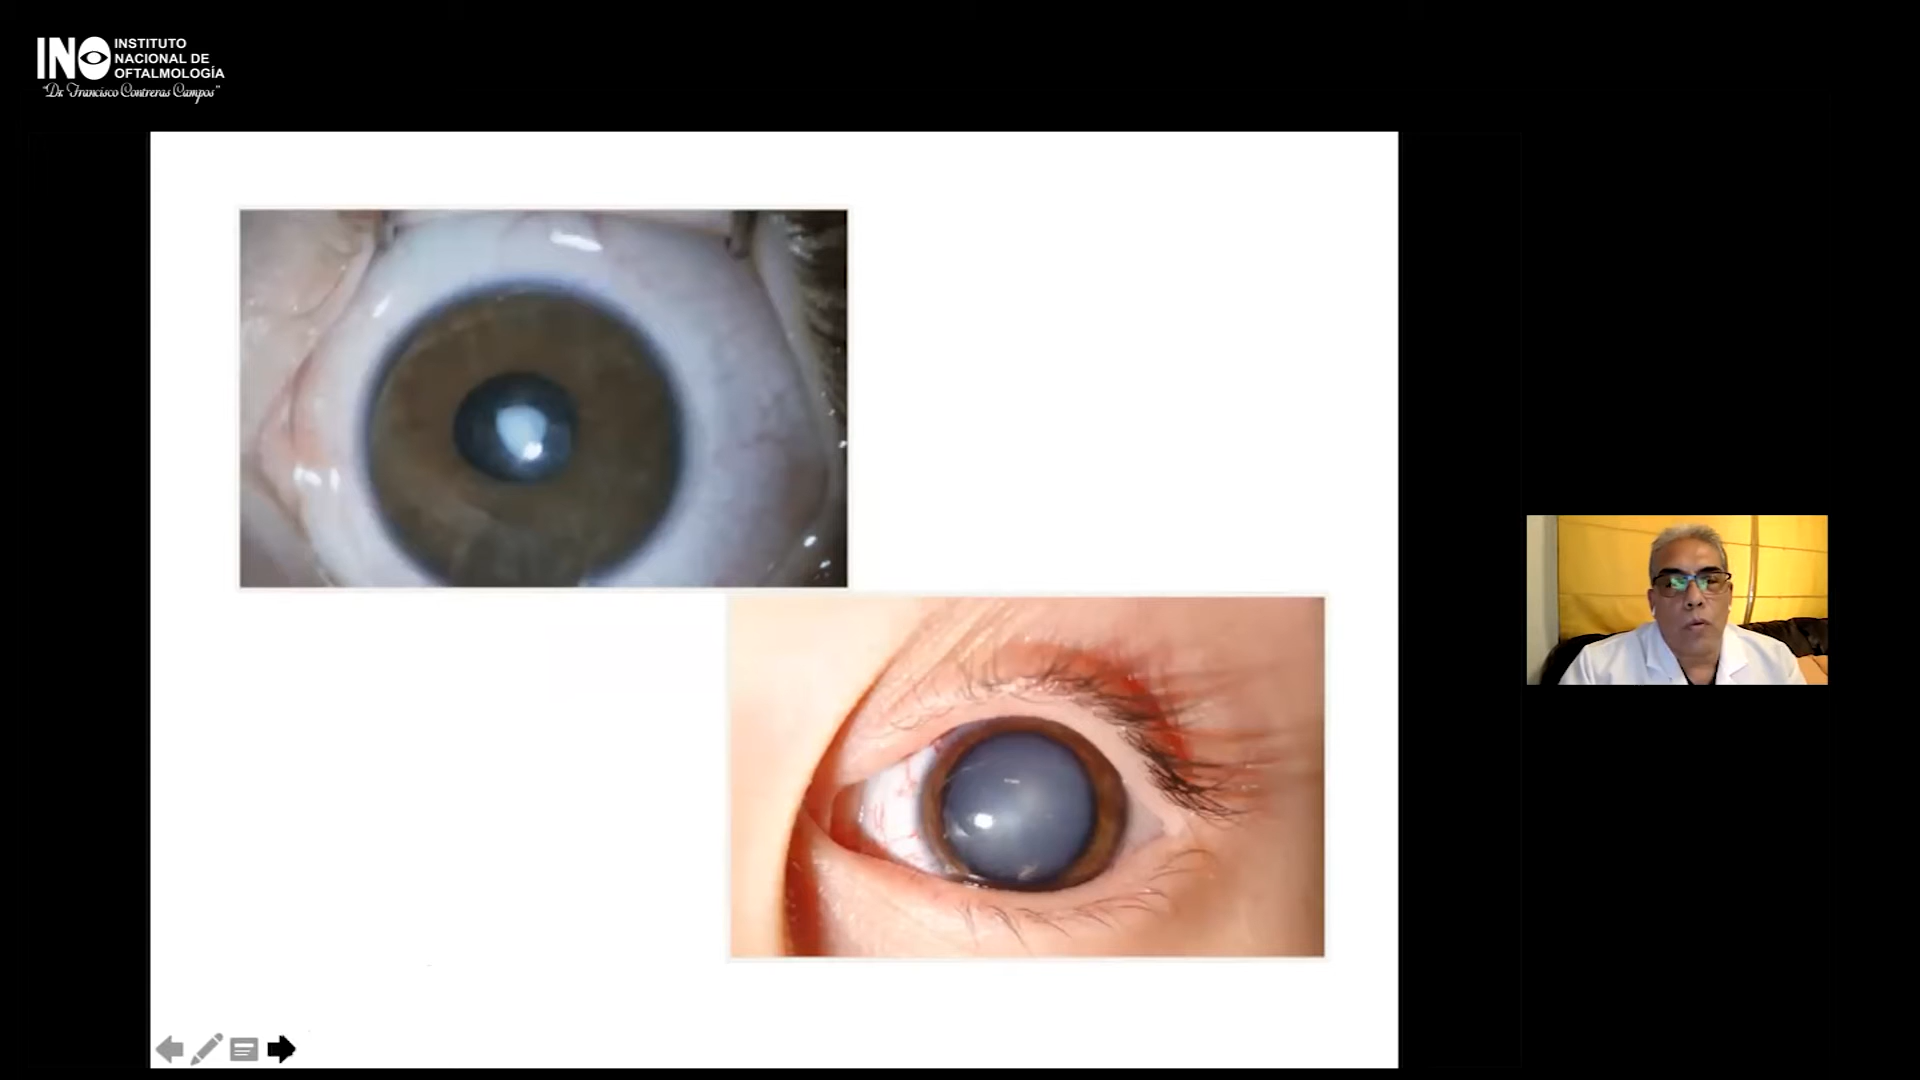 INO INSTITUTO
NACIONAL DE
OFTALMOLOGÍA
"Dr. Francisco Contreras Campos"